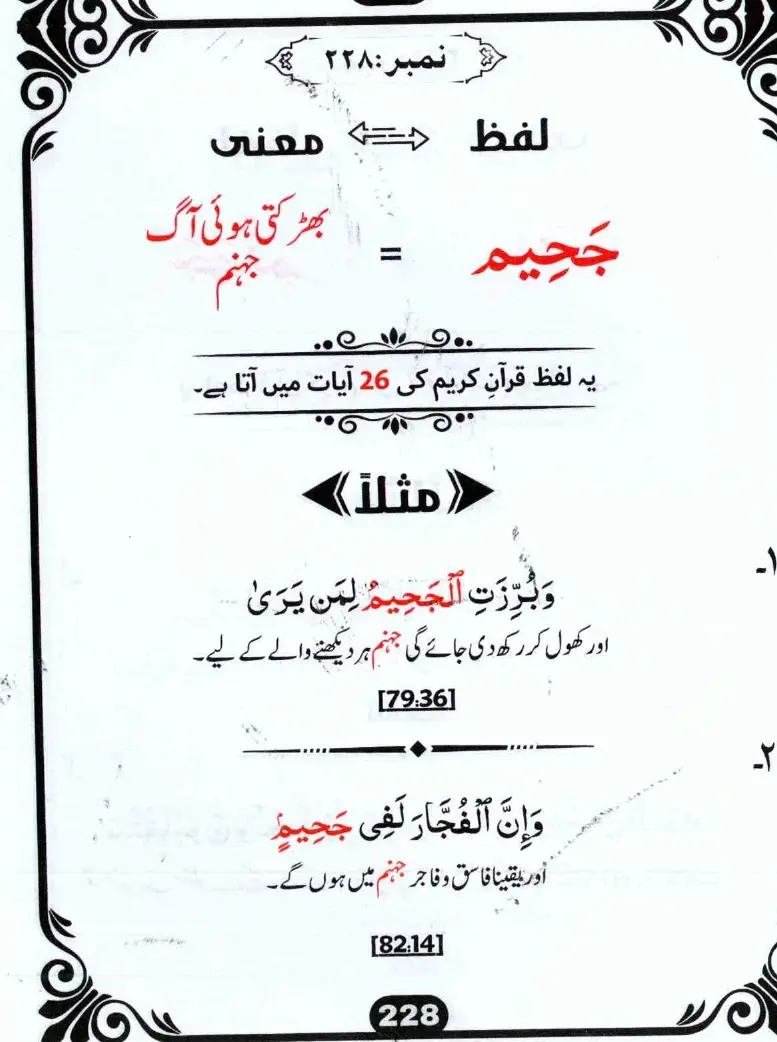 نمبر: ۲۲۸
لفظ ⇐⇒ معنی
جَحِيم = بھڑکتی ہوئی آگ
جہنم
یہ لفظ قرآنِ کریم کی 26 آیات میں آتا ہے۔
مثلاً
۱۔
وَبُرِّزَتِ ٱلْجَحِيمُ لِمَن يَرَىٰ
اور کھول کر رکھ دی جائے گی جہنم ہر دیکھنے والے کے لیے۔
[79:36]
۲۔
وَإِنَّ ٱلْفُجَّارَ لَفِى جَحِيمٍ
اور یقینا فاسق و فاجر جہنم میں ہوں گے۔
[82:14]
228